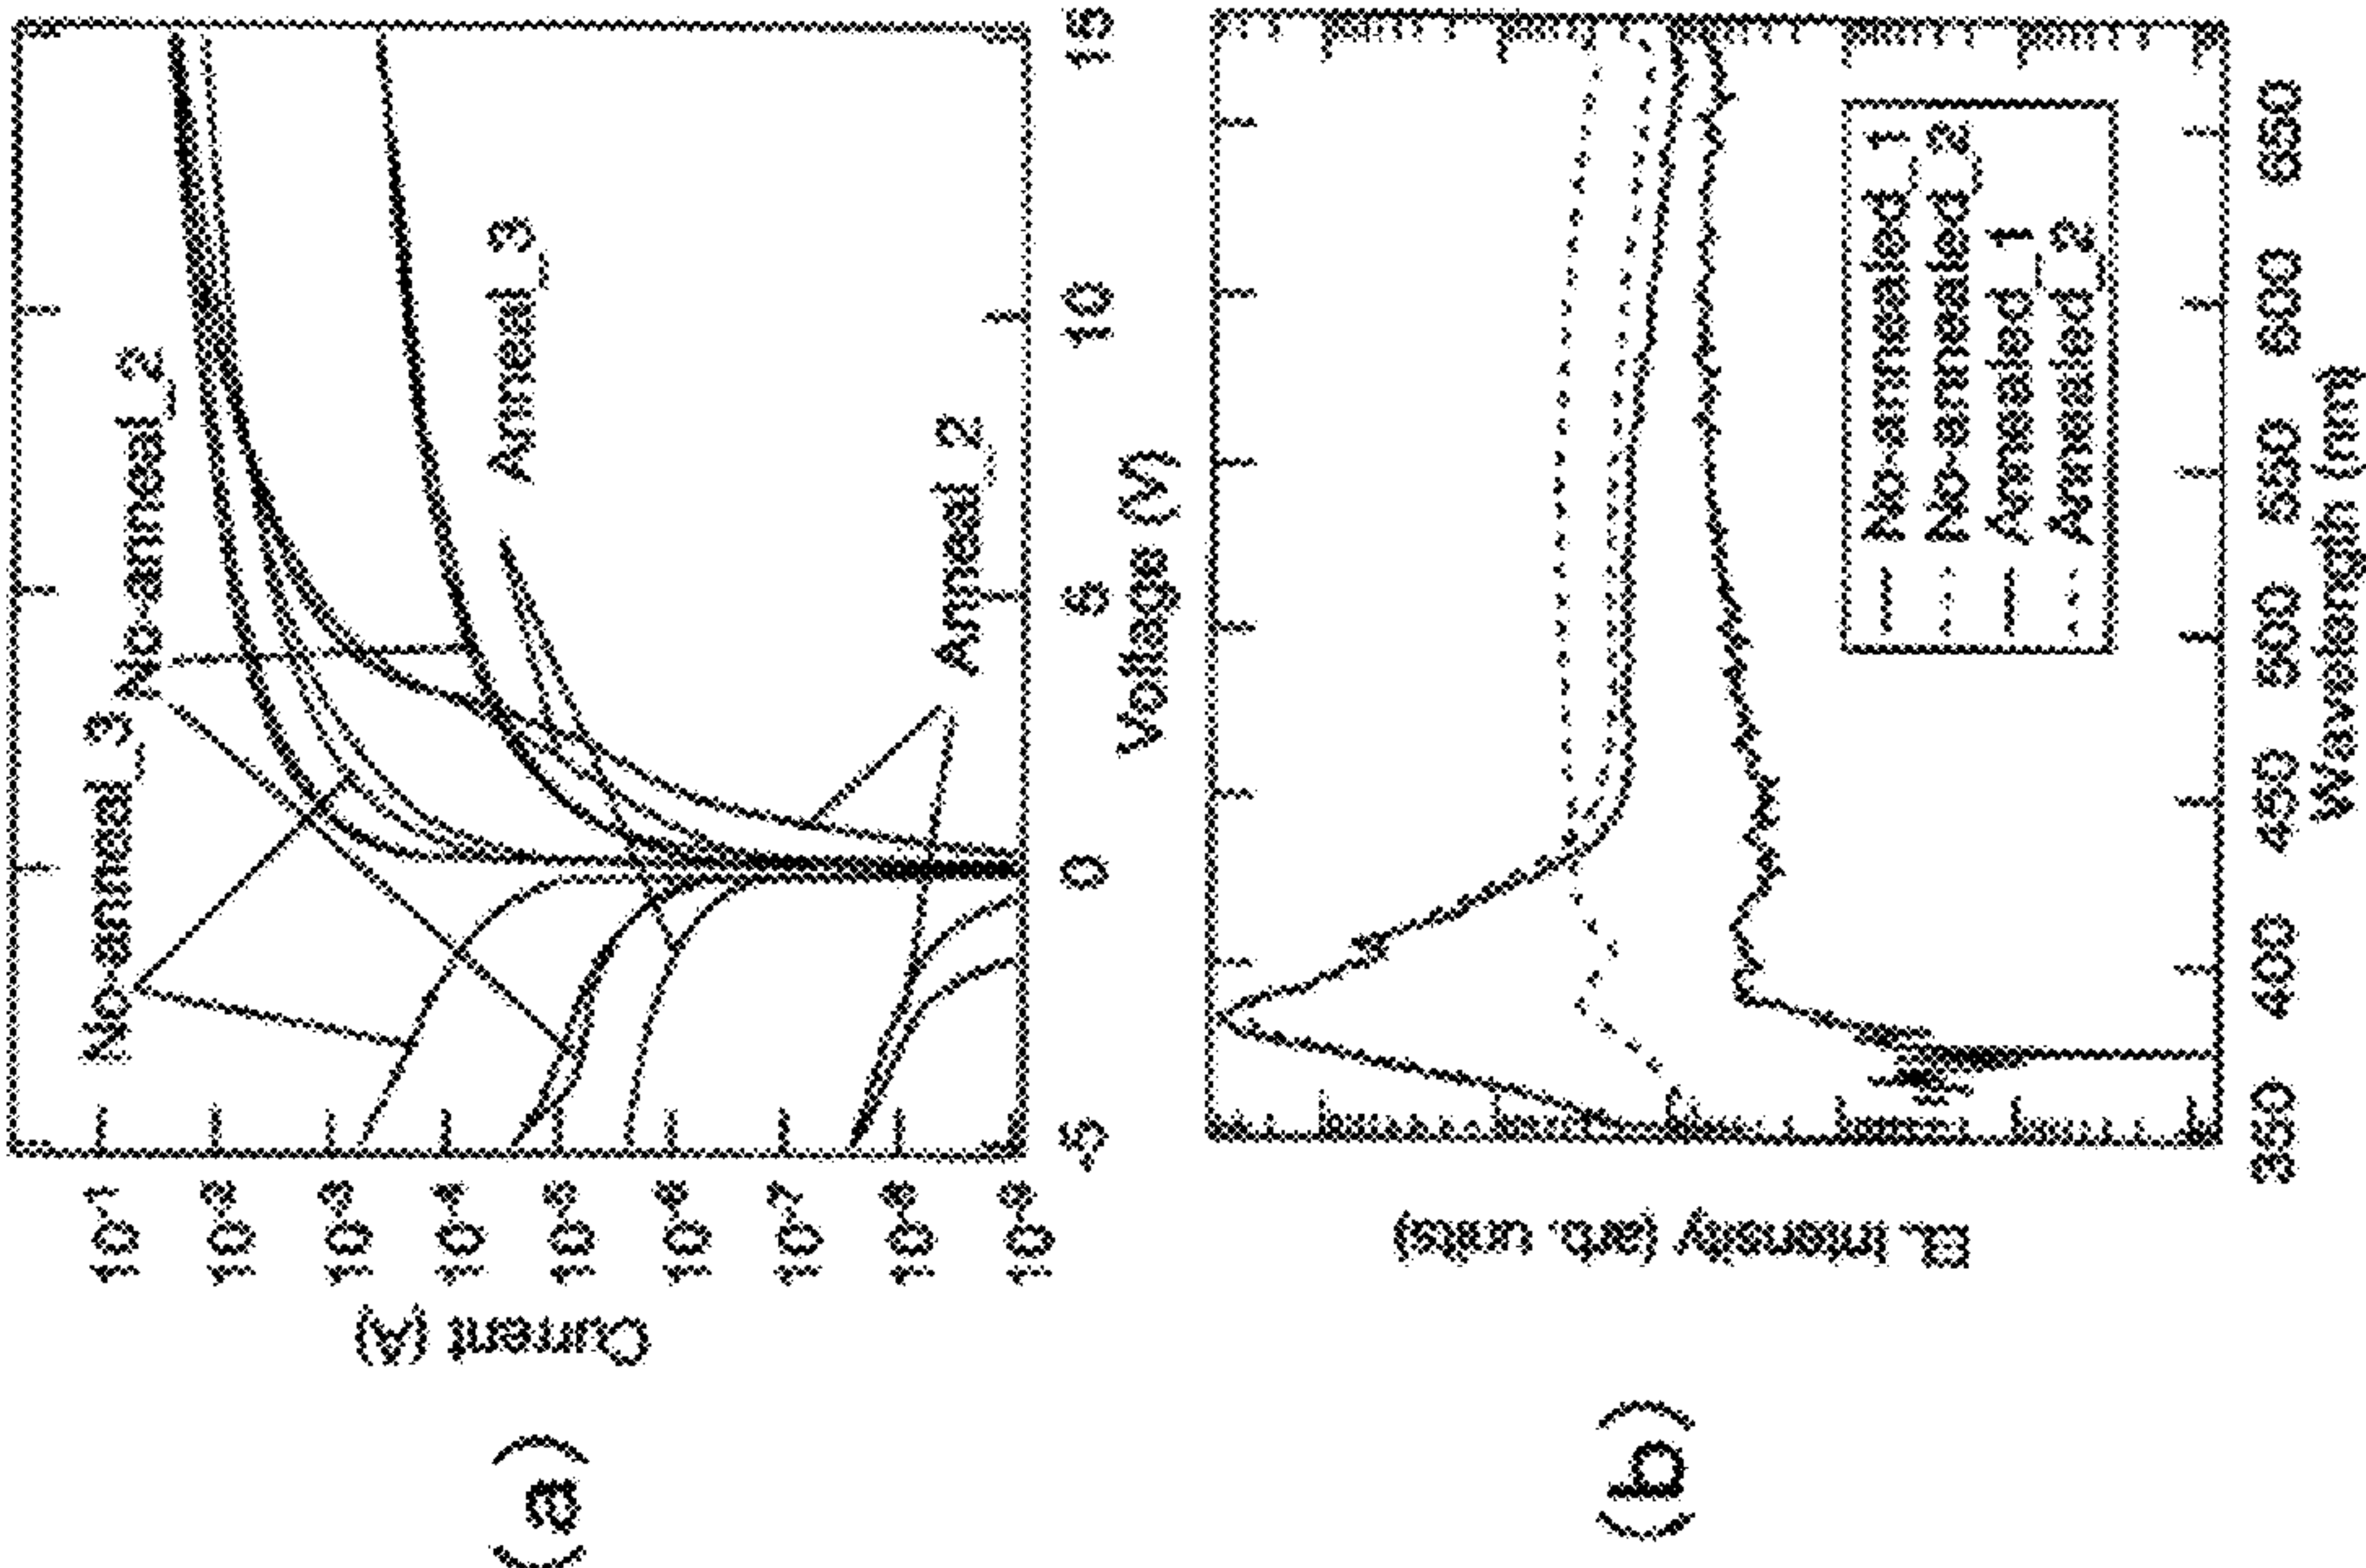 (a)
Current (A)
10⁻¹
10⁻²
10⁻³
10⁻⁴
10⁻⁵
10⁻⁶
10⁻⁷
10⁻⁸
10⁻⁹
No-anneal_3
No-anneal_2
Anneal_3
Anneal_2
-5 0 5 10 15
Voltage (V)
(b)
EL intensity (arb. units)
No-annealed_1
No-annealed_2
Annealed_1
Annealed_2
350 400 450 500 550 600 650
Wavelength (nm)